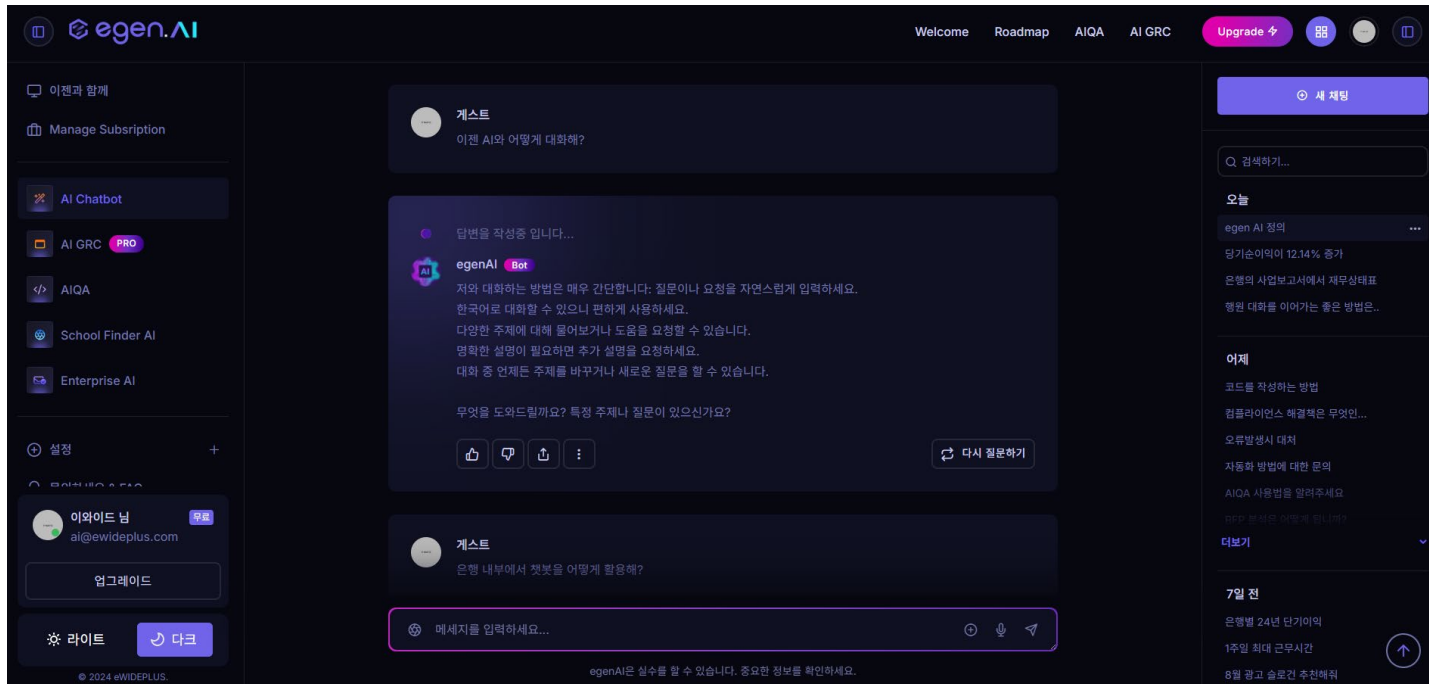 egen.AI
Welcome
Roadmap
AIQA
AI GRC
Upgrade
이젠과 함께
Manage Subsription
AI Chatbot
AI GRC PRO
AIQA
School Finder AI
Enterprise AI
설정
문의하세요 & FAQ
이와이드 님 무료
ai@ewideplus.com
업그레이드
라이트
다크
© 2024 eWIDEPLUS.
게스트
이젠 AI와 어떻게 대화해?
답변을 작성중 입니다...
AI
egenAI Bot
저와 대화하는 방법은 매우 간단합니다: 질문이나 요청을 자연스럽게 입력하세요.
한국어로 대화할 수 있으니 편하게 사용하세요.
다양한 주제에 대해 물어보거나 도움을 요청할 수 있습니다.
명확한 설명이 필요하면 추가 설명을 요청하세요.
대화 중 언제든 주제를 바꾸거나 새로운 질문을 할 수 있습니다.
무엇을 도와드릴까요? 특정 주제나 질문이 있으신가요?
다시 질문하기
게스트
은행 내부에서 챗봇을 어떻게 활용해?
메세지를 입력하세요...
egenAI은 실수를 할 수 있습니다. 중요한 정보를 확인하세요.
새 채팅
검색하기...
오늘
egen AI 정의
당기순이익이 12.14% 증가
은행의 사업보고서에서 재무상태표
행원 대화를 이어가는 좋은 방법은..
어제
코드를 작성하는 방법
컴플라이언스 해결책은 무엇인...
오류발생시 대처
자동화 방법에 대한 문의
AIQA 사용법을 알려주세요
RFP 분석은 어떻게 됩니까?
더보기
7일 전
은행별 24년 단기이익
1주일 최대 근무시간
8월 광고 슬로건 추천해줘